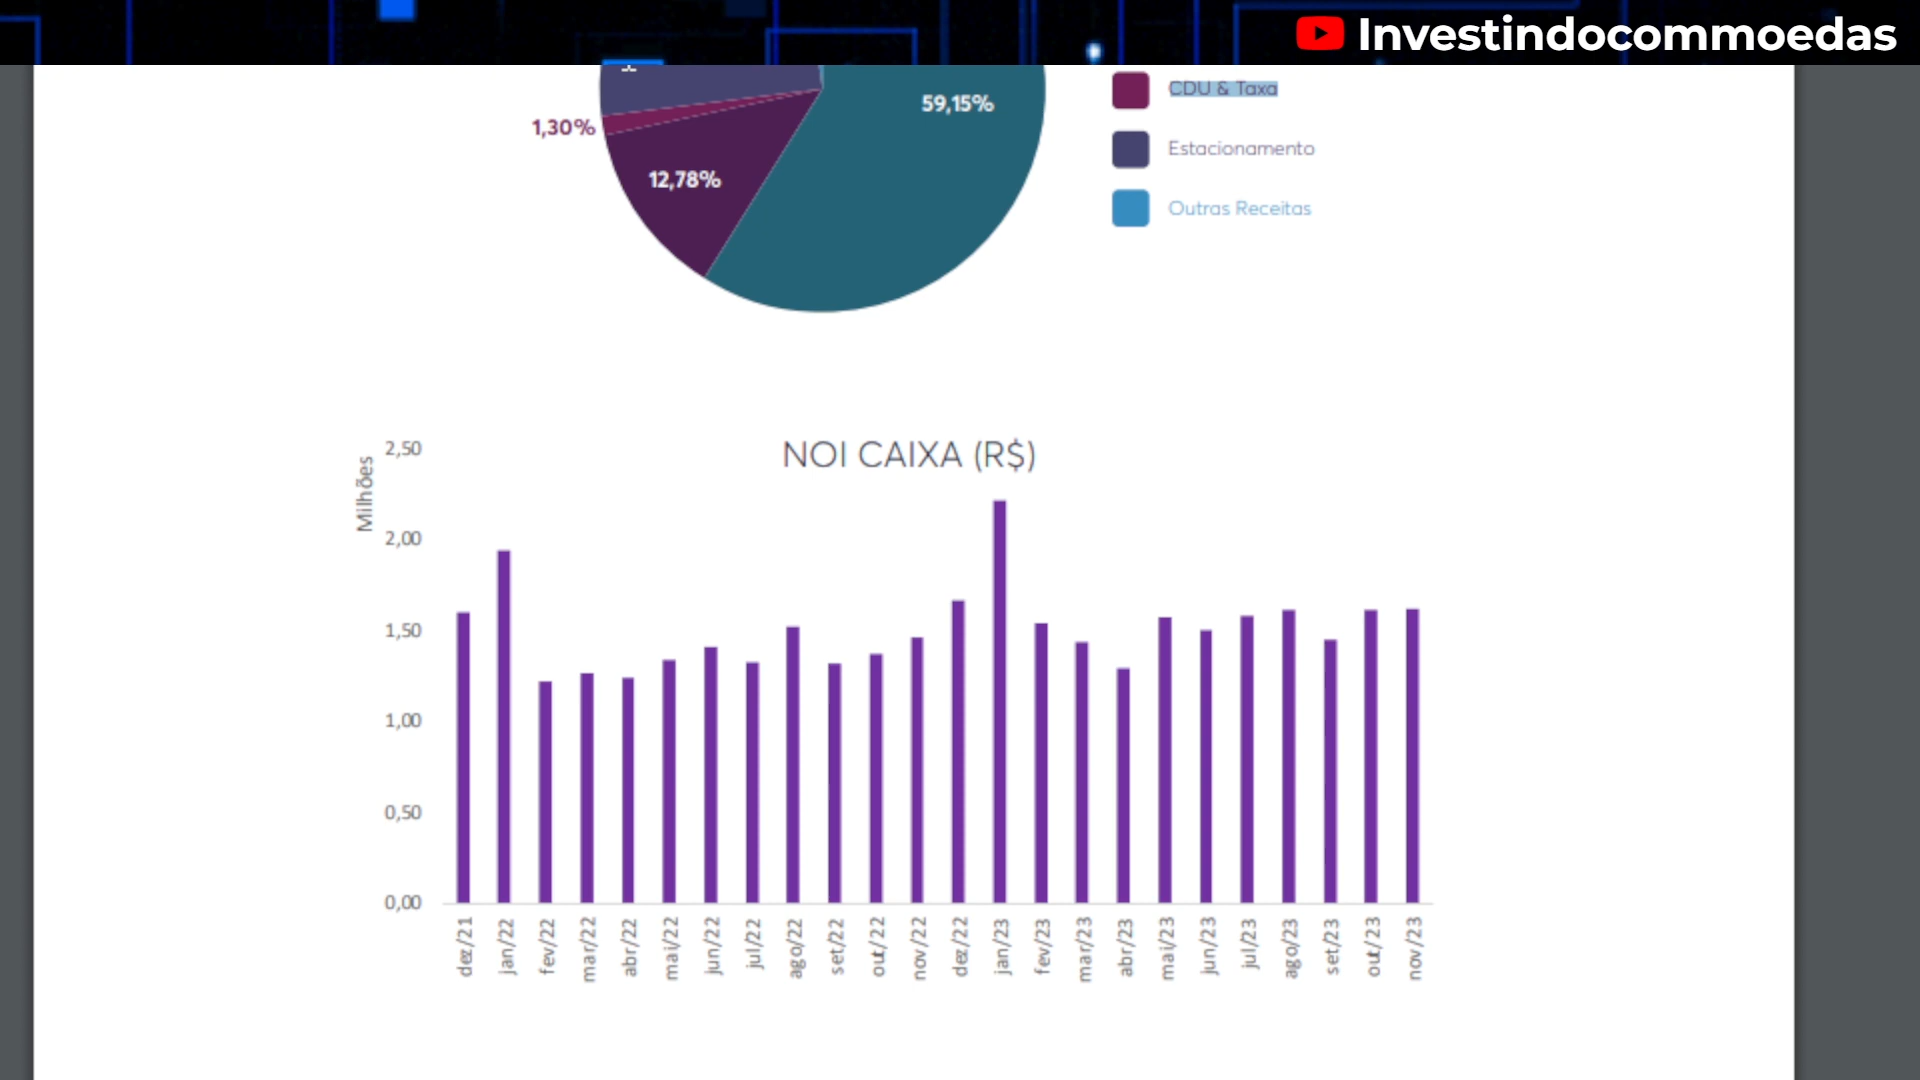 Investindocommoedas
59,15%
CDU & Taxa
1,30%
Estacionamento
12,78%
Outras Receitas
NOI CAIXA (R$)
Milhões
2,50
2,00
1,50
1,00
0,50
0,00
dez/21
jan/22
fev/22
mar/22
abr/22
mai/22
jun/22
jul/22
ago/22
set/22
out/22
nov/22
dez/22
jan/23
fev/23
mar/23
abr/23
mai/23
jun/23
jul/23
ago/23
set/23
out/23
nov/23